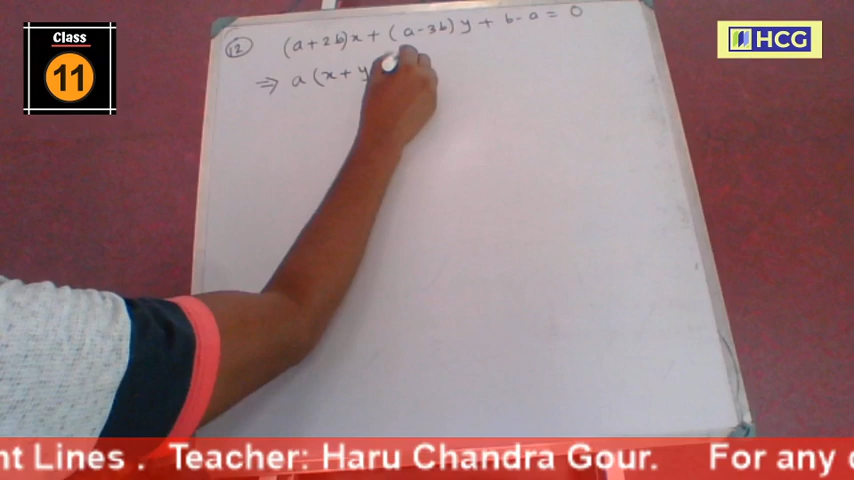 Class
11
HCG
12 (a+2b)x + (a-3b)y + b-a = 0
⇒ a(x+y
nt Lines . Teacher: Haru Chandra Gour. For any